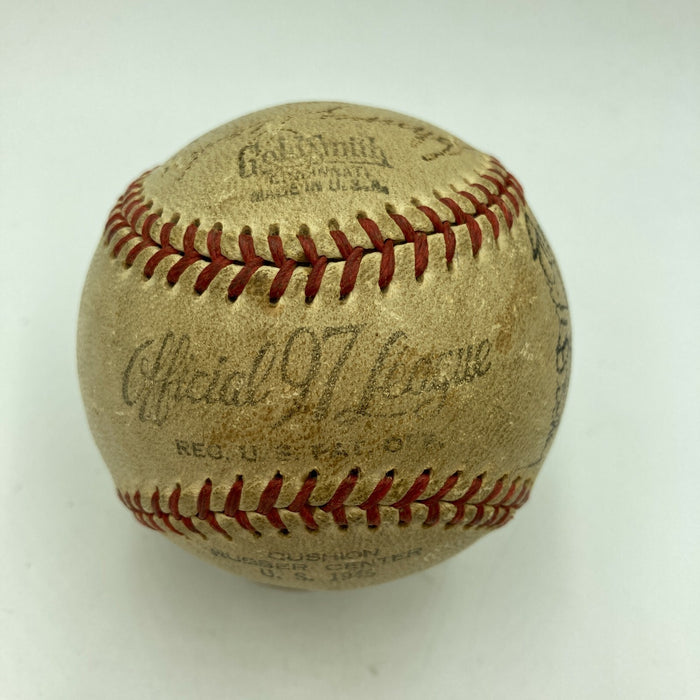 GoldSmith
CINCINNATI
MADE IN U.S.A.
Official 97 League
REG. U.S. PAT. OFF.
CUSHION
RUBBER CENTER
U. S.